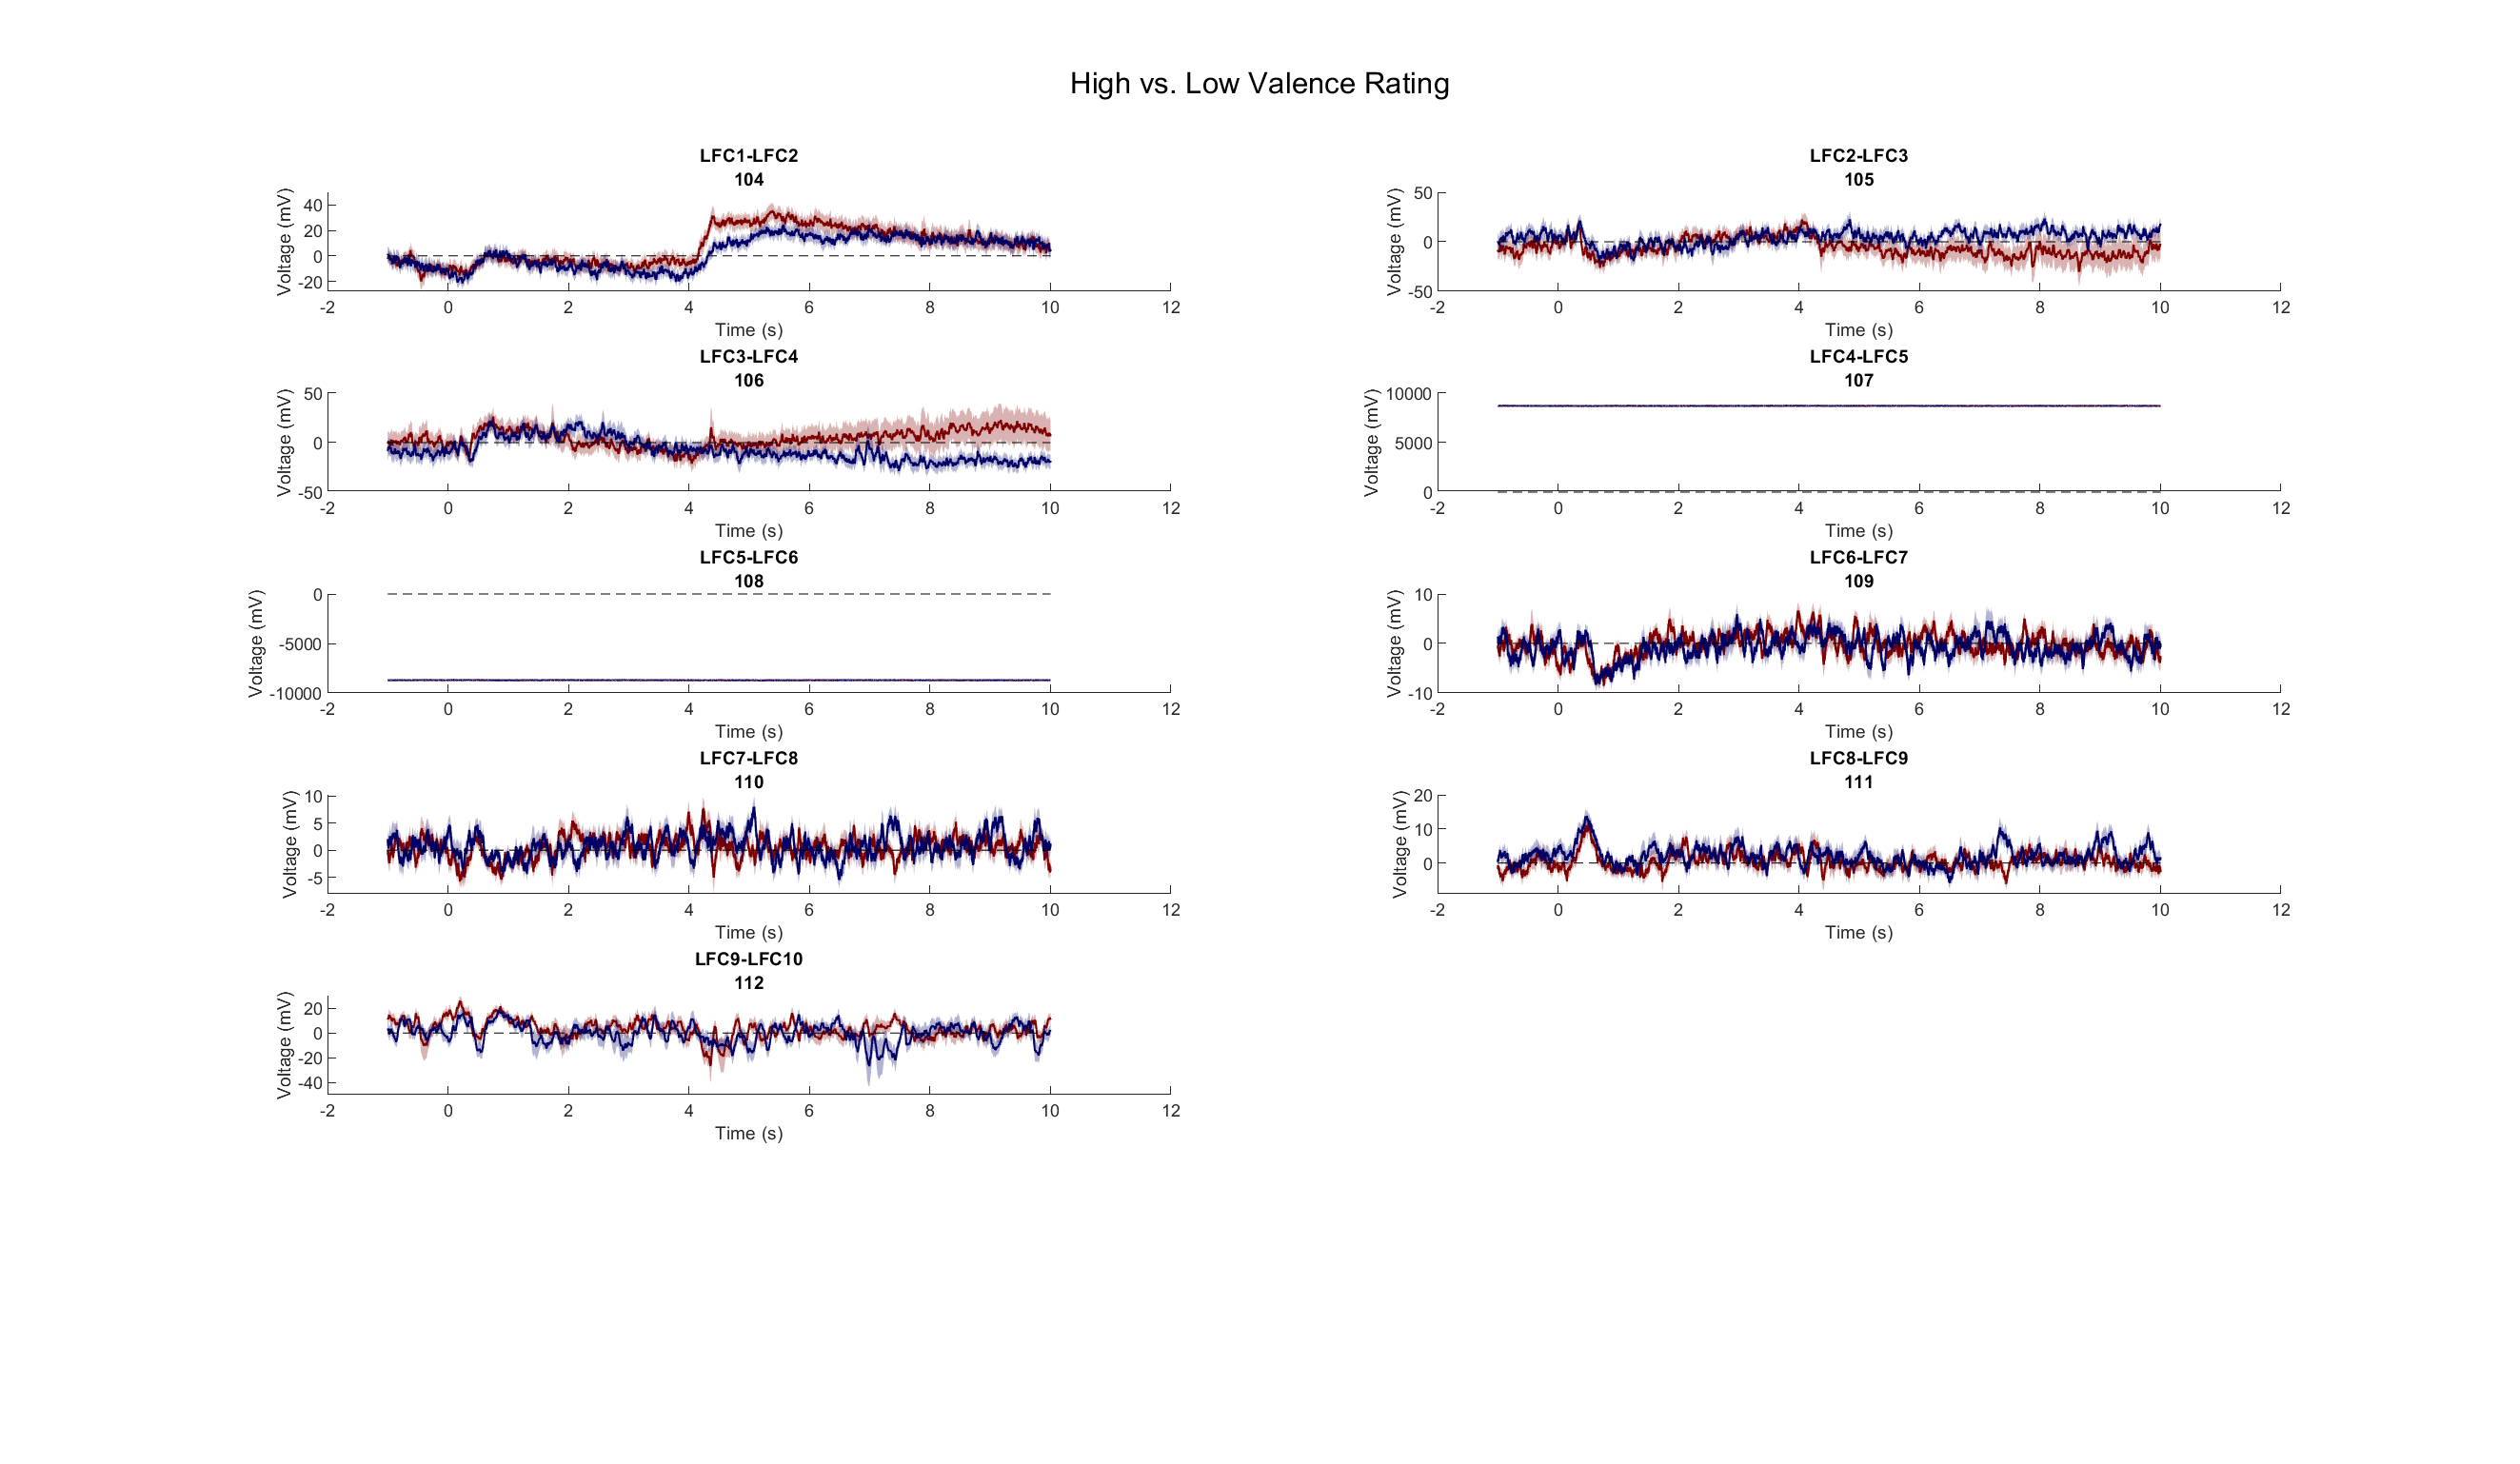 High vs. Low Valence Rating
LFC1-LFC2
104
Voltage (mV)
40
20
0
-20
-2 0 2 4 6 8 10 12
Time (s)
LFC2-LFC3
105
Voltage (mV)
50
0
-50
-2 0 2 4 6 8 10 12
Time (s)
LFC3-LFC4
106
Voltage (mV)
50
0
-50
-2 0 2 4 6 8 10 12
Time (s)
LFC4-LFC5
107
Voltage (mV)
10000
5000
0
-2 0 2 4 6 8 10 12
Time (s)
LFC5-LFC6
108
Voltage (mV)
0
-5000
-10000
-2 0 2 4 6 8 10 12
Time (s)
LFC6-LFC7
109
Voltage (mV)
10
0
-10
-2 0 2 4 6 8 10 12
Time (s)
LFC7-LFC8
110
Voltage (mV)
10
5
0
-5
-2 0 2 4 6 8 10 12
Time (s)
LFC8-LFC9
111
Voltage (mV)
20
10
0
-2 0 2 4 6 8 10 12
Time (s)
LFC9-LFC10
112
Voltage (mV)
20
0
-20
-40
-2 0 2 4 6 8 10 12
Time (s)